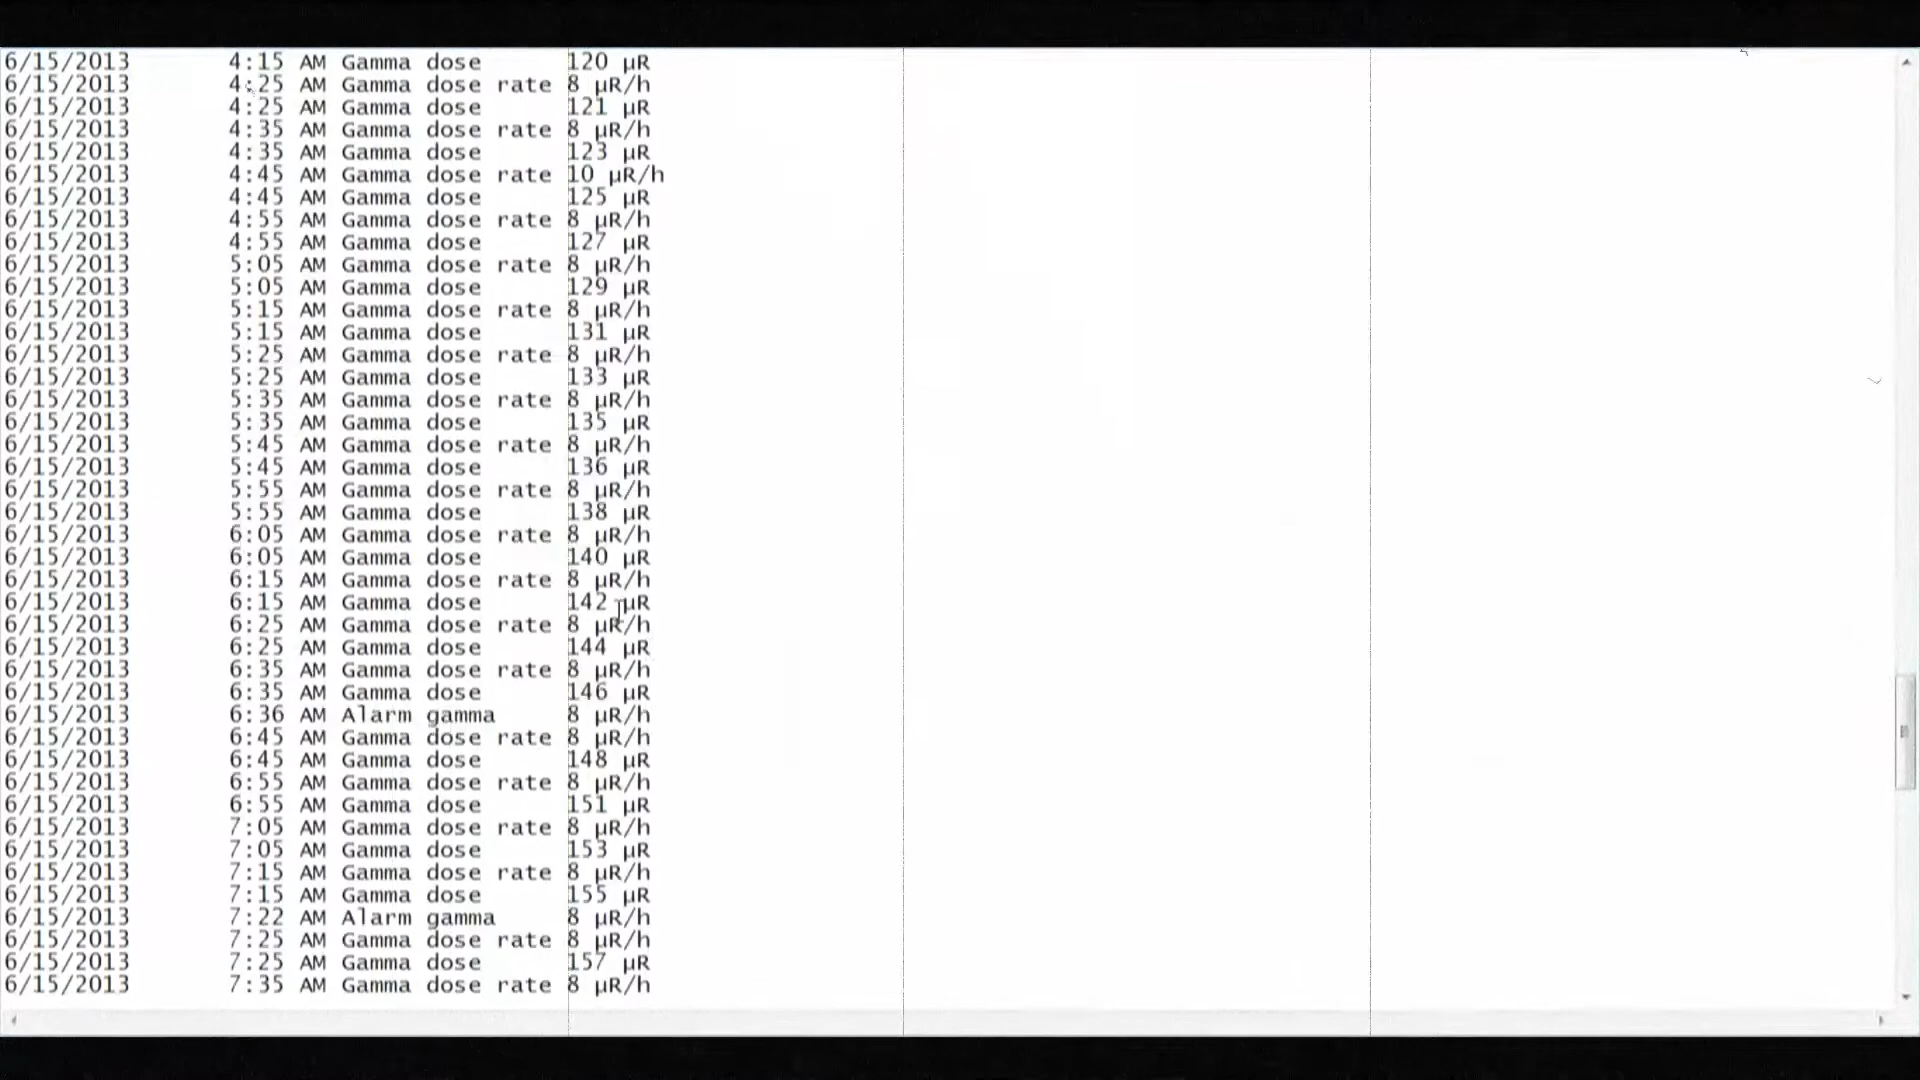 6/15/2013 4:15 AM Gamma dose 120 µR
6/15/2013 4:25 AM Gamma dose rate 8 µR/h
6/15/2013 4:25 AM Gamma dose 121 µR
6/15/2013 4:35 AM Gamma dose rate 8 µR/h
6/15/2013 4:35 AM Gamma dose 123 µR
6/15/2013 4:45 AM Gamma dose rate 10 µR/h
6/15/2013 4:45 AM Gamma dose 125 µR
6/15/2013 4:55 AM Gamma dose rate 8 µR/h
6/15/2013 4:55 AM Gamma dose 127 µR
6/15/2013 5:05 AM Gamma dose rate 8 µR/h
6/15/2013 5:05 AM Gamma dose 129 µR
6/15/2013 5:15 AM Gamma dose rate 8 µR/h
6/15/2013 5:15 AM Gamma dose 131 µR
6/15/2013 5:25 AM Gamma dose rate 8 µR/h
6/15/2013 5:25 AM Gamma dose 133 µR
6/15/2013 5:35 AM Gamma dose rate 8 µR/h
6/15/2013 5:35 AM Gamma dose 135 µR
6/15/2013 5:45 AM Gamma dose rate 8 µR/h
6/15/2013 5:45 AM Gamma dose 136 µR
6/15/2013 5:55 AM Gamma dose rate 8 µR/h
6/15/2013 5:55 AM Gamma dose 138 µR
6/15/2013 6:05 AM Gamma dose rate 8 µR/h
6/15/2013 6:05 AM Gamma dose 140 µR
6/15/2013 6:15 AM Gamma dose rate 8 µR/h
6/15/2013 6:15 AM Gamma dose 142 µR
6/15/2013 6:25 AM Gamma dose rate 8 µR/h
6/15/2013 6:25 AM Gamma dose 144 µR
6/15/2013 6:35 AM Gamma dose rate 8 µR/h
6/15/2013 6:35 AM Gamma dose 146 µR
6/15/2013 6:36 AM Alarm gamma 8 µR/h
6/15/2013 6:45 AM Gamma dose rate 8 µR/h
6/15/2013 6:45 AM Gamma dose 148 µR
6/15/2013 6:55 AM Gamma dose rate 8 µR/h
6/15/2013 6:55 AM Gamma dose 151 µR
6/15/2013 7:05 AM Gamma dose rate 8 µR/h
6/15/2013 7:05 AM Gamma dose 153 µR
6/15/2013 7:15 AM Gamma dose rate 8 µR/h
6/15/2013 7:15 AM Gamma dose 155 µR
6/15/2013 7:22 AM Alarm gamma 8 µR/h
6/15/2013 7:25 AM Gamma dose rate 8 µR/h
6/15/2013 7:25 AM Gamma dose 157 µR
6/15/2013 7:35 AM Gamma dose rate 8 µR/h